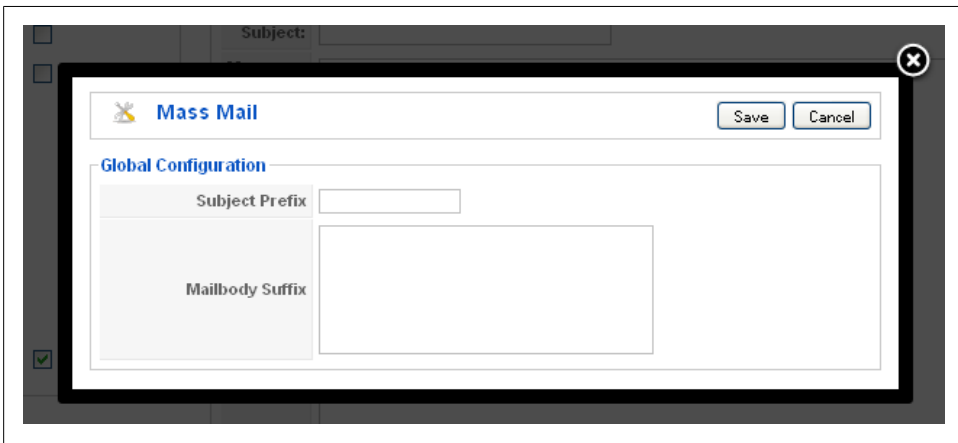 Subject:
Mass Mail
Save Cancel
Global Configuration
Subject Prefix
Mailbody Suffix